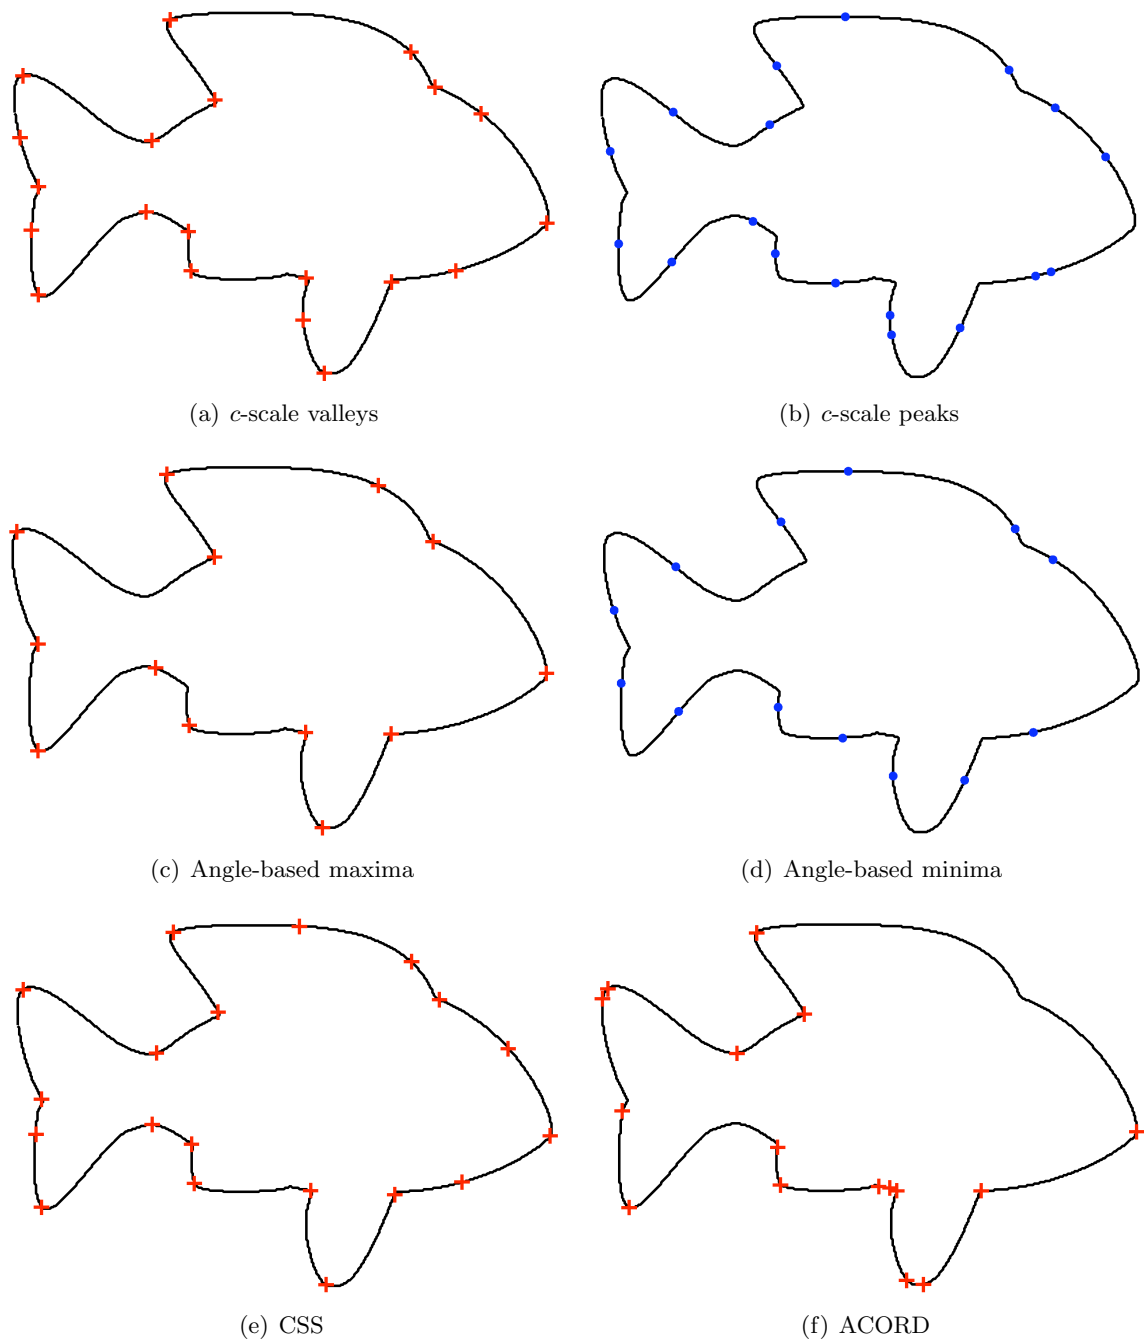 (a) c-scale valleys
(b) c-scale peaks
(c) Angle-based maxima
(d) Angle-based minima
(e) CSS
(f) ACORD